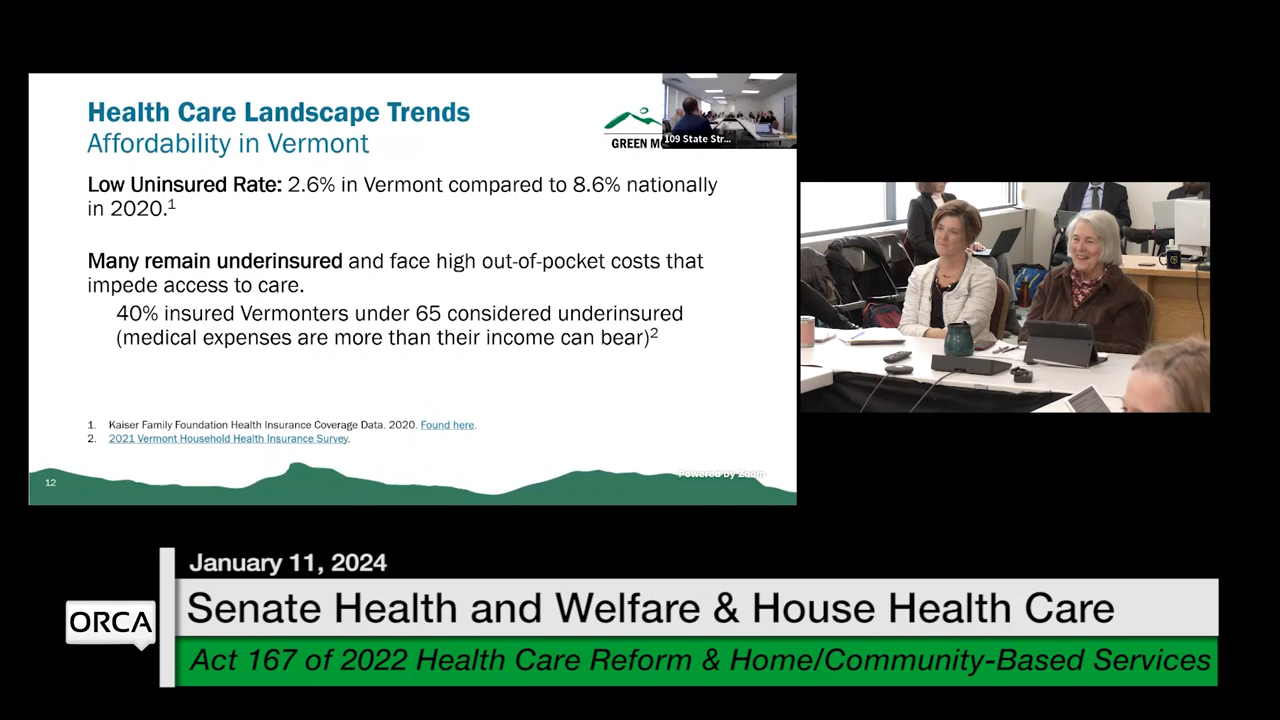 Health Care Landscape Trends
Affordability in Vermont
GREEN M
109 State Str...
Low Uninsured Rate: 2.6% in Vermont compared to 8.6% nationally
in 2020.1
Many remain underinsured and face high out-of-pocket costs that
impede access to care.
40% insured Vermonters under 65 considered underinsured
(medical expenses are more than their income can bear)2
1. Kaiser Family Foundation Health Insurance Coverage Data. 2020. Found here.
2. 2021 Vermont Household Health Insurance Survey.
Powered by Zoom
12
January 11, 2024
ORCA
Senate Health and Welfare & House Health Care
Act 167 of 2022 Health Care Reform & Home/Community-Based Services